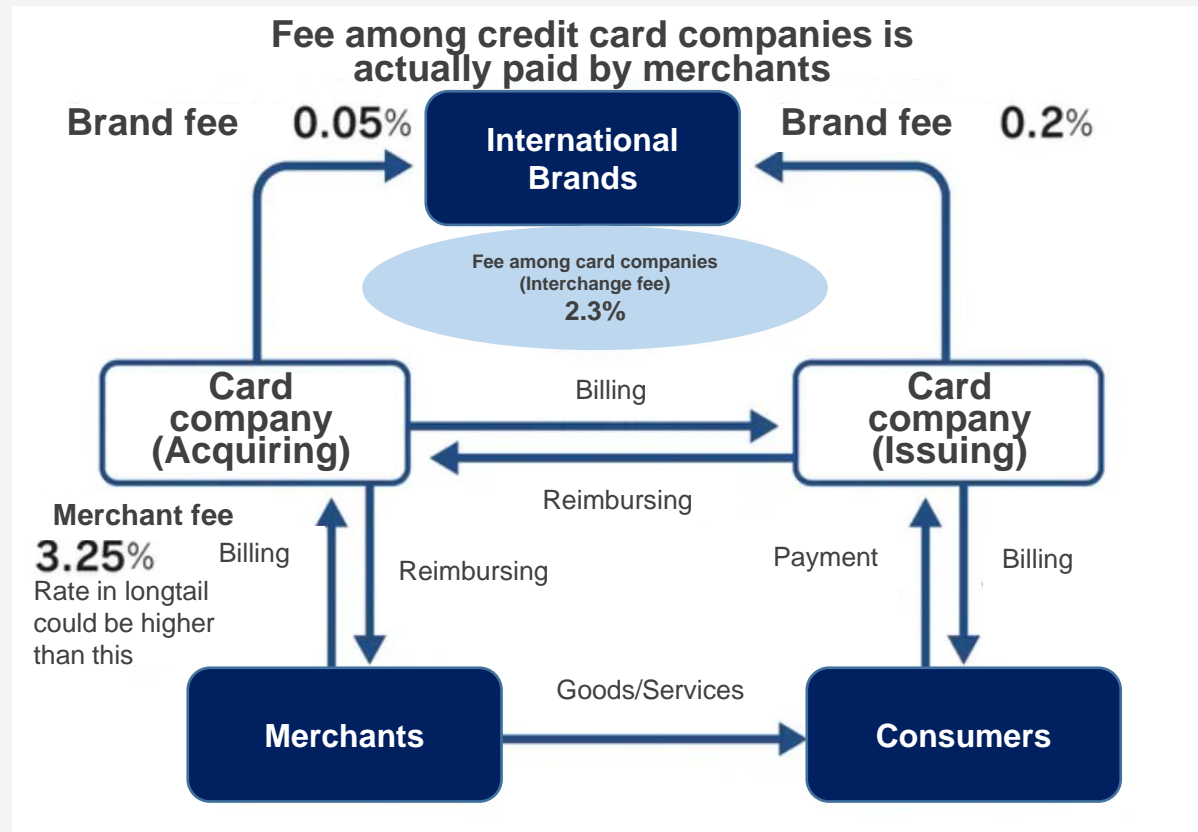 Fee among credit card companies is
actually paid by merchants
Brand fee 0.05%
International
Brands
Brand fee 0.2%
Fee among card companies
(Interchange fee)
2.3%
Card
company
(Acquiring)
Billing
Card
company
(Issuing)
Reimbursing
Merchant fee
3.25%
Rate in longtail
could be higher
than this
Billing
Reimbursing
Payment
Billing
Merchants
Goods/Services
Consumers